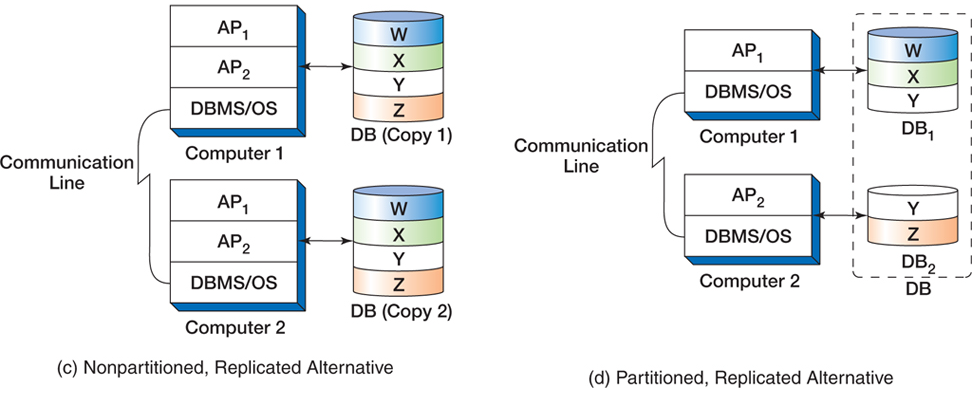 AP₁
AP₂
DBMS/OS
Computer 1
W
X
Y
Z
DB (Copy 1)
Communication
Line
AP₁
AP₂
DBMS/OS
Computer 2
W
X
Y
Z
DB (Copy 2)
(c) Nonpartitioned, Replicated Alternative
AP₁
DBMS/OS
Computer 1
W
X
Y
DB₁
Communication
Line
AP₂
DBMS/OS
Computer 2
Y
Z
DB₂
DB
(d) Partitioned, Replicated Alternative